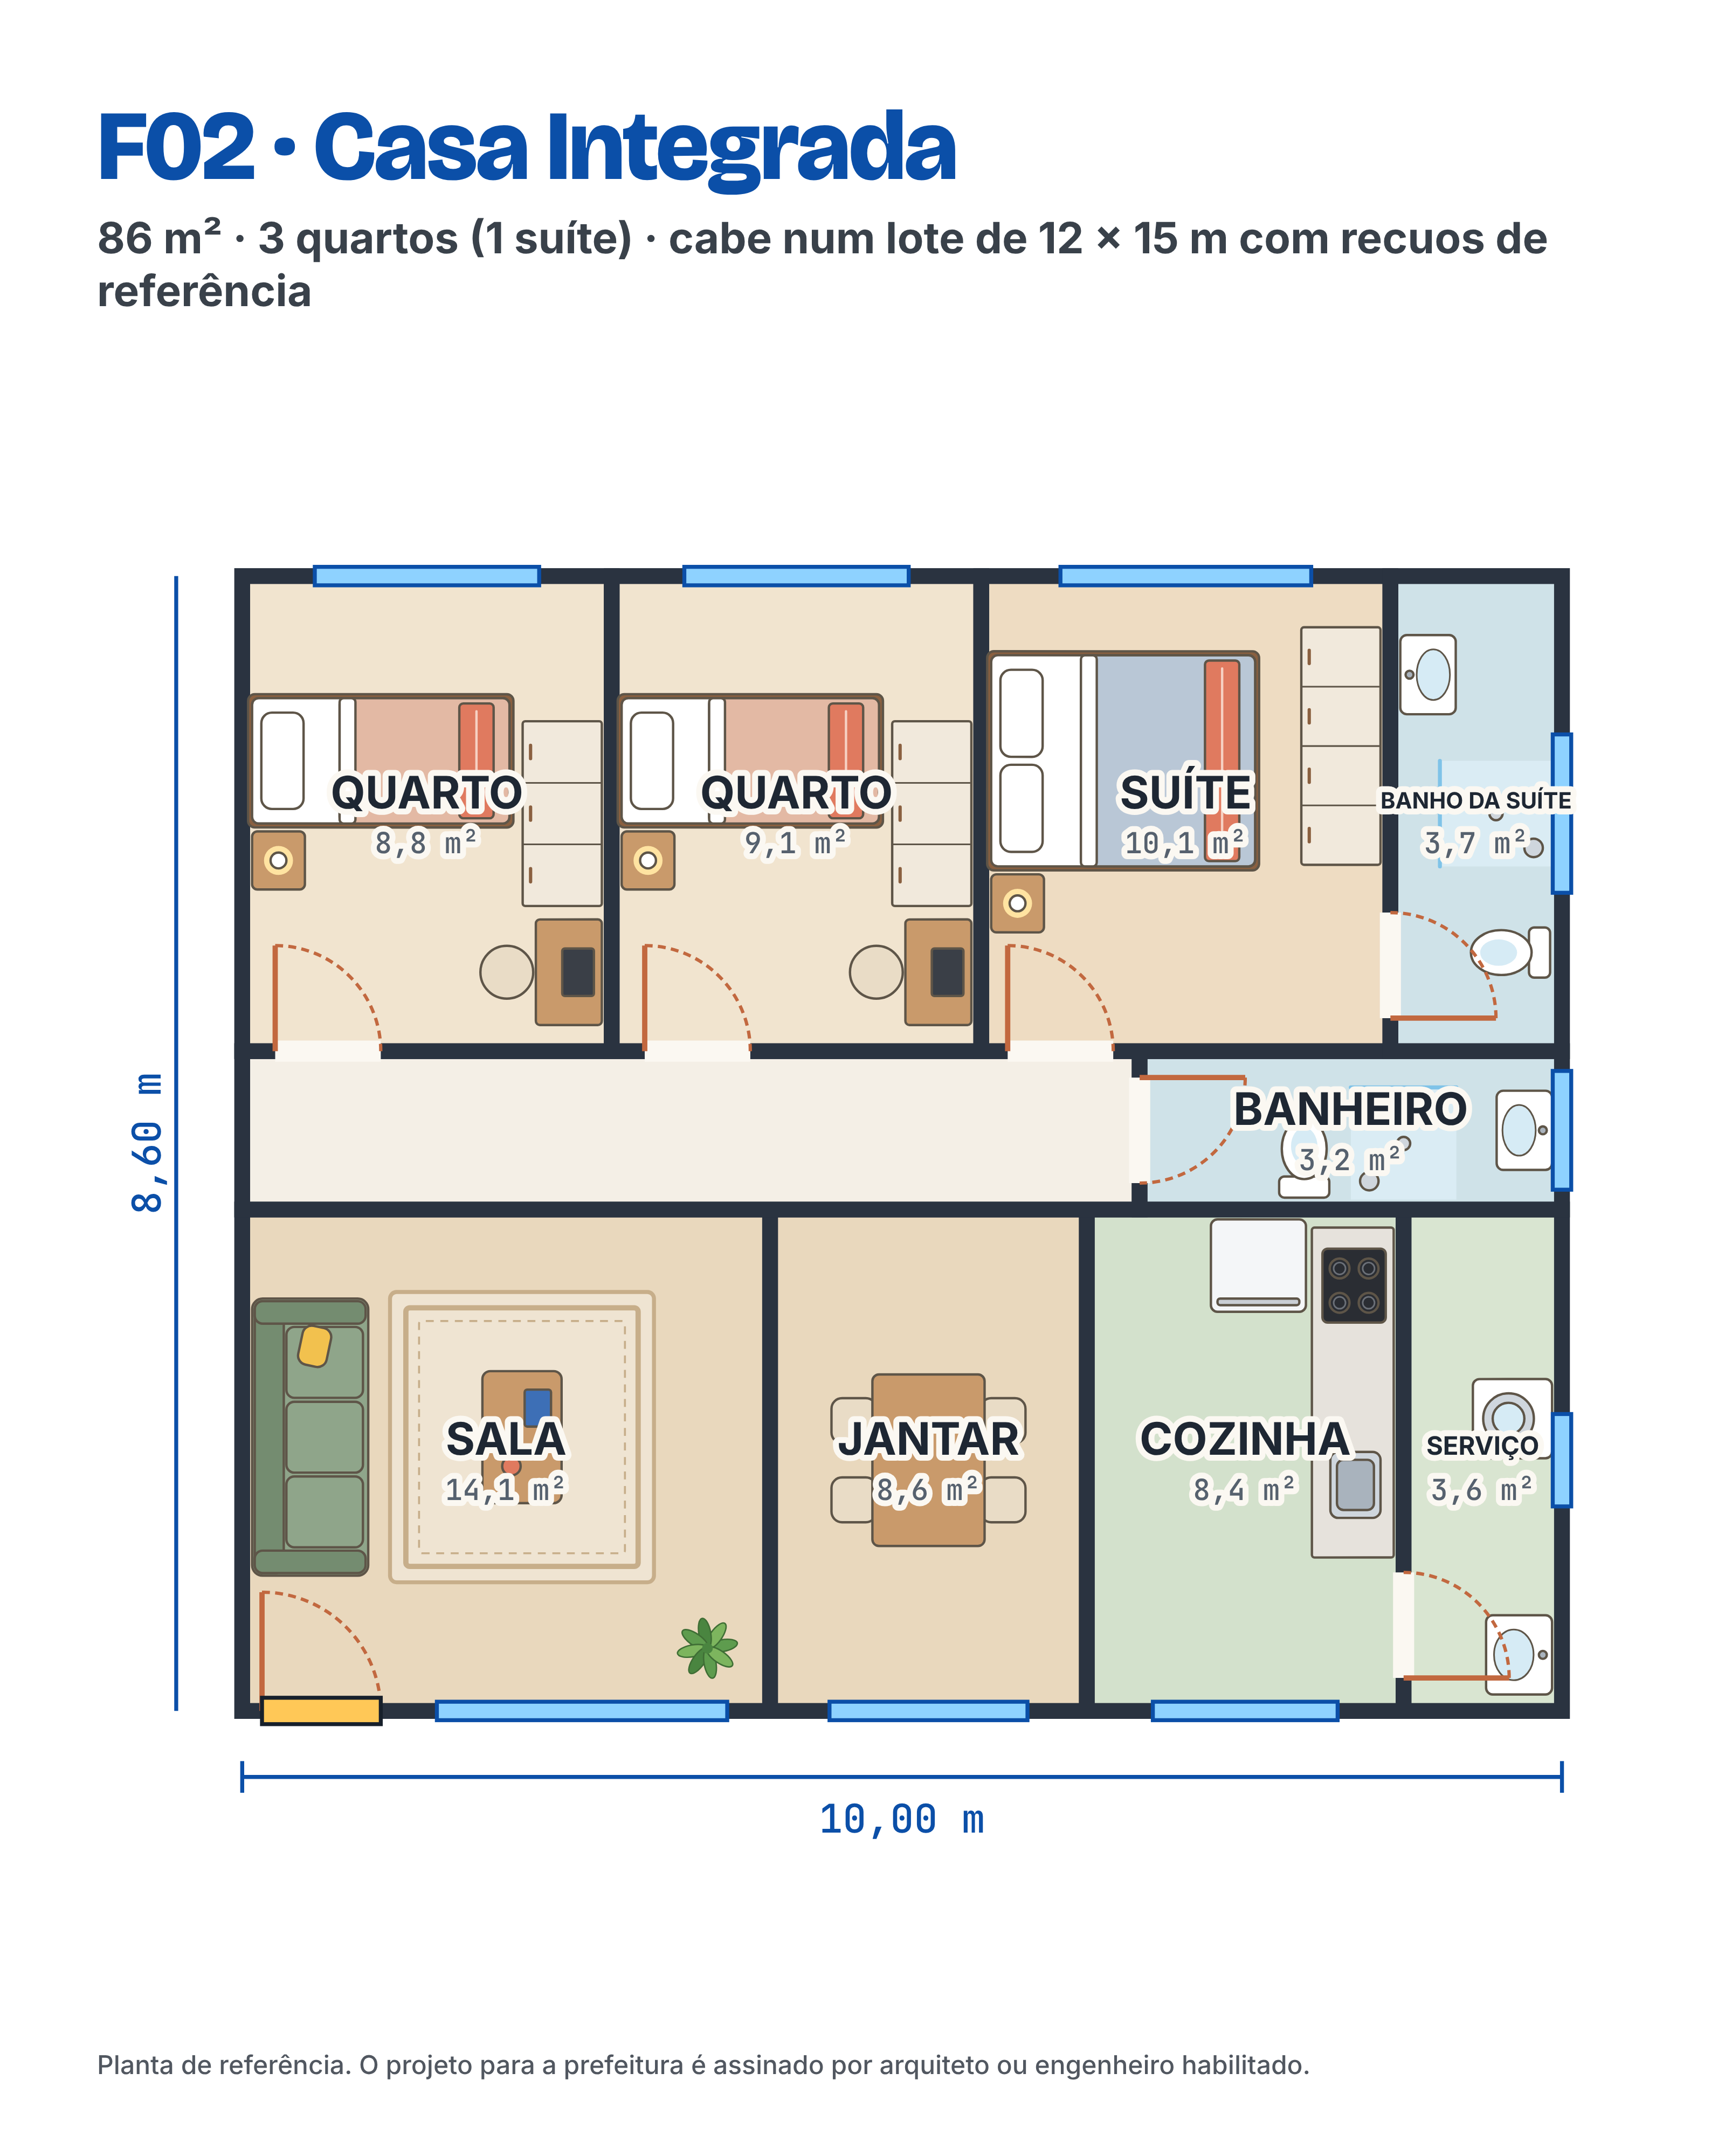 F02 · Casa Integrada
86 m² · 3 quartos (1 suíte) · cabe num lote de 12 × 15 m com recuos de
referência
QUARTO
8,8 m²
QUARTO
9,1 m²
SUÍTE
10,1 m²
BANHO DA SUÍTE
3,7 m²
8,60 m
BANHEIRO
3,2 m²
SALA
14,1 m²
JANTAR
8,6 m²
COZINHA
8,4 m²
SERVIÇO
3,6 m²
10,00 m
Planta de referência. O projeto para a prefeitura é assinado por arquiteto ou engenheiro habilitado.